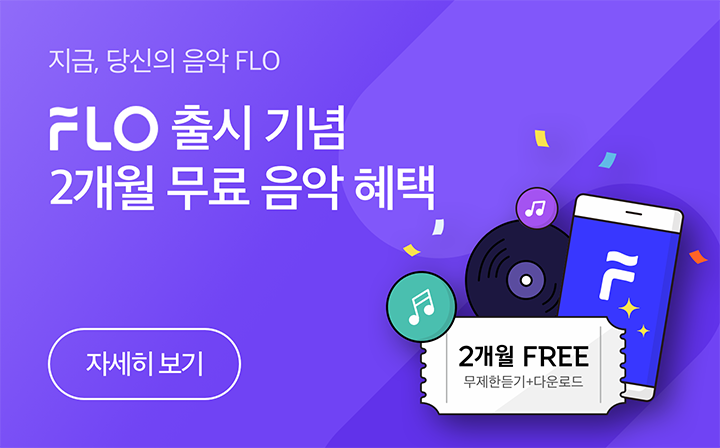 지금, 당신의 음악 FLO
FLO 출시 기념
2개월 무료 음악 혜택
자세히 보기
2개월 FREE
무제한듣기+다운로드